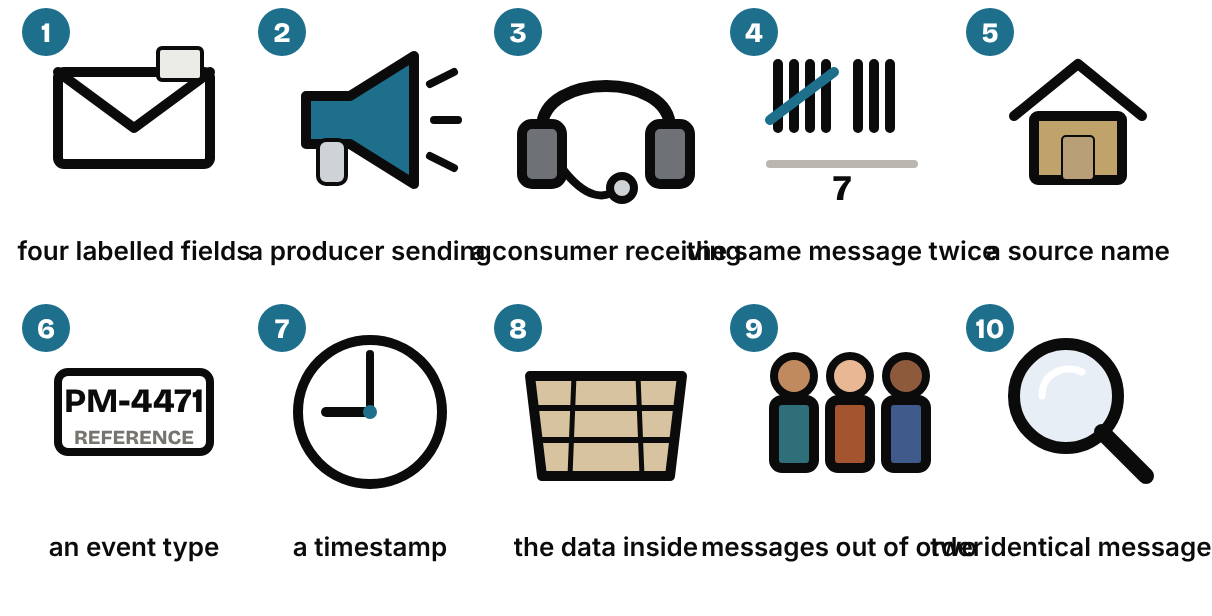 1 2 3 4 5
7
four labelled fields a producer sending a consumer receiving the same message twice a source name
6 7 8 9 10
PM-4471
REFERENCE
an event type a timestamp the data inside messages out of order two identical message